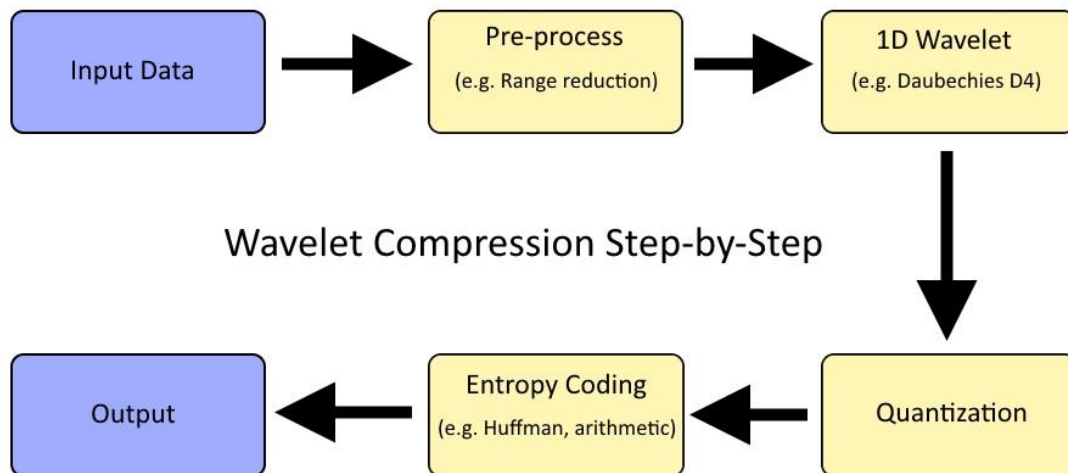 Input Data
Pre-process
(e.g. Range reduction)
1D Wavelet
(e.g. Daubechies D4)
Wavelet Compression Step-by-Step
Quantization
Entropy Coding
(e.g. Huffman, arithmetic)
Output